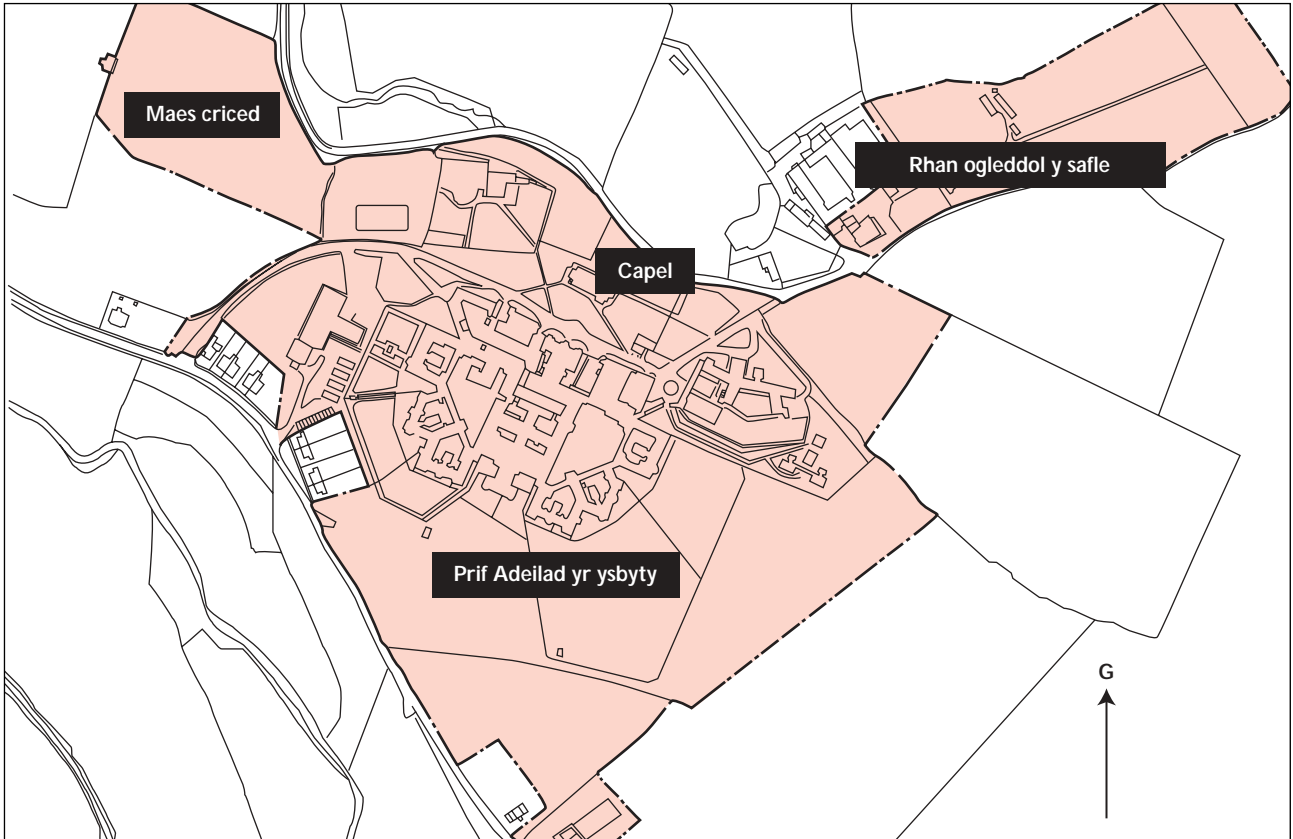 Maes criced
Rhan ogleddol y safle
Capel
Prif Adeilad yr ysbyty
G